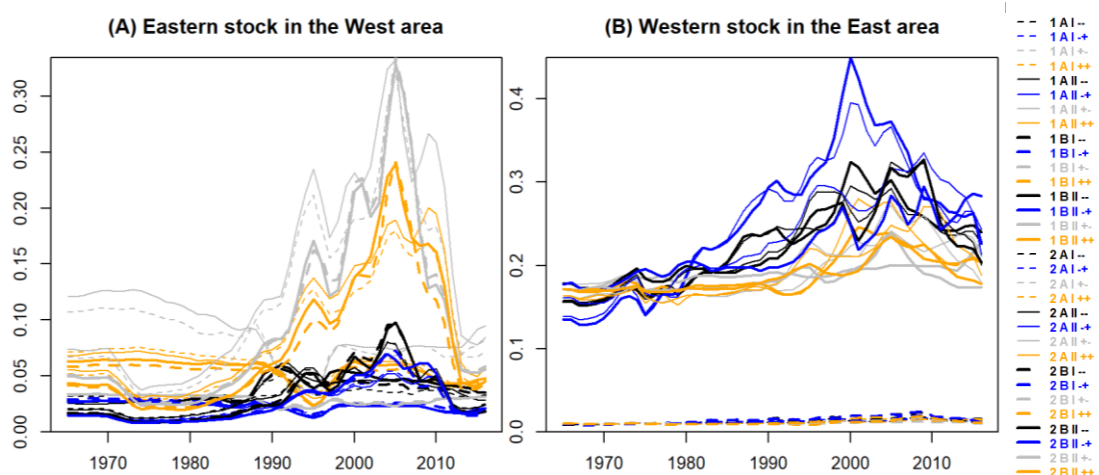 (A) Eastern stock in the West area
0.00 0.05 0.10 0.15 0.20 0.25 0.30
1970 1980 1990 2000 2010
(B) Western stock in the East area
0.0 0.1 0.2 0.3 0.4
1970 1980 1990 2000 2010
1 A I --
1 A I -+
1 A I +-
1 A I ++
1 A II --
1 A II -+
1 A II +-
1 A II ++
1 B I --
1 B I -+
1 B I +-
1 B I ++
1 B II --
1 B II -+
1 B II +-
1 B II ++
2 A I --
2 A I -+
2 A I +-
2 A I ++
2 A II --
2 A II -+
2 A II +-
2 A II ++
2 B I --
2 B I -+
2 B I +-
2 B I ++
2 B II --
2 B II -+
2 B II +-
2 B II ++